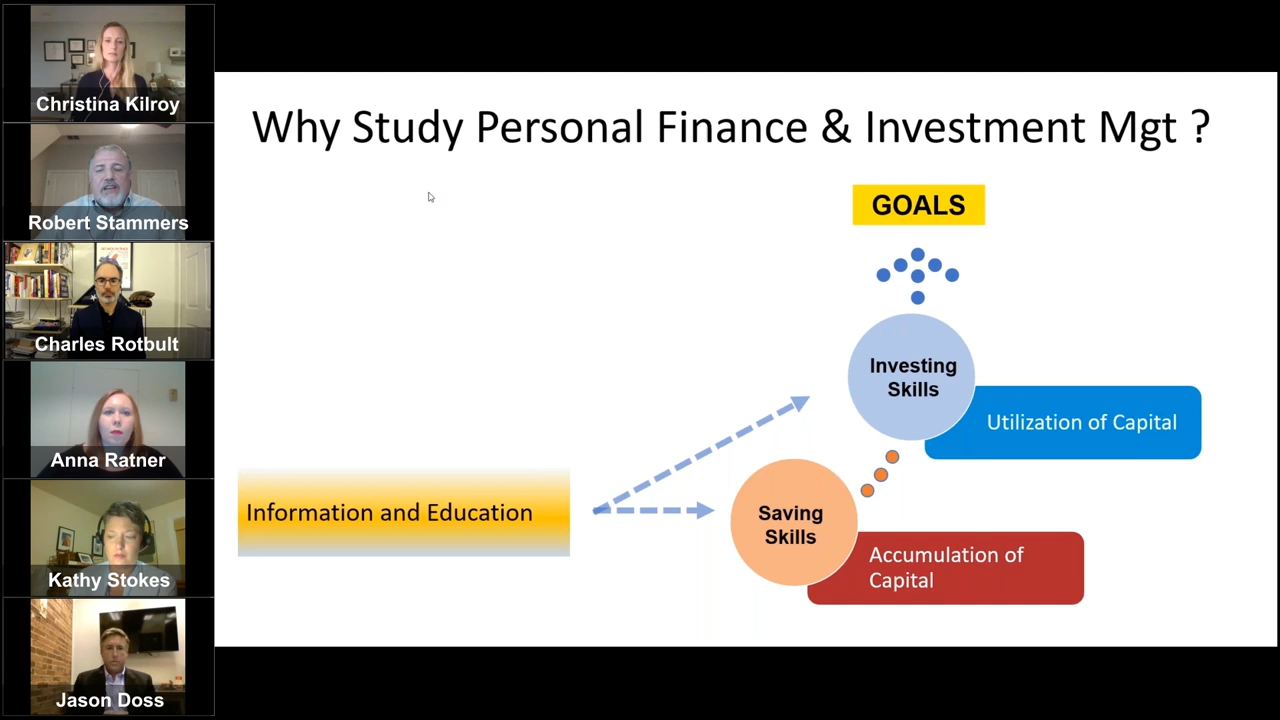 Christina Kilroy
Robert Stammers
Charles Rotbult
Anna Ratner
Kathy Stokes
Jason Doss
Why Study Personal Finance & Investment Mgt ?
GOALS
Investing
Skills
Utilization of Capital
Information and Education
Saving
Skills
Accumulation of
Capital